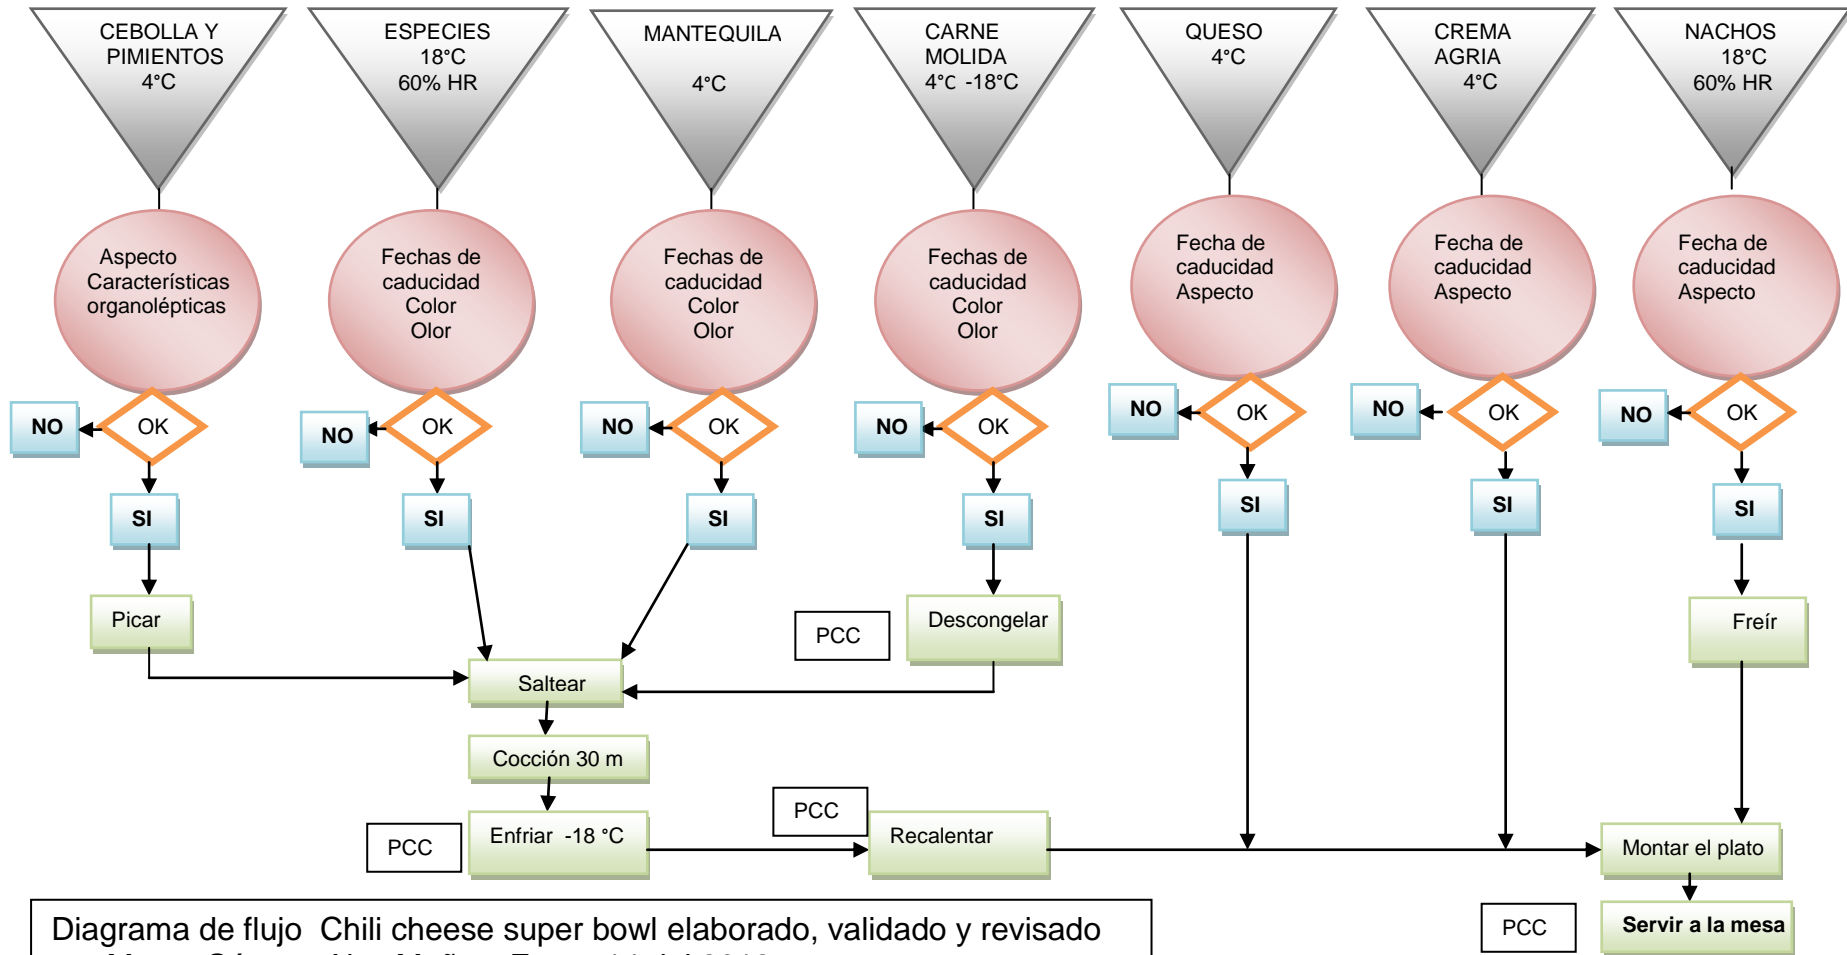 CEBOLLA Y
PIMIENTOS
4°C
ESPECIES
18°C
60% HR
MANTEQUILA
4°C
CARNE
MOLIDA
4°C -18°C
QUESO
4°C
CREMA
AGRIA
4°C
NACHOS
18°C
60% HR
Aspecto
Características
organolépticas
Fechas de
caducidad
Color
Olor
Fechas de
caducidad
Color
Olor
Fechas de
caducidad
Color
Olor
Fecha de
caducidad
Aspecto
Fecha de
caducidad
Aspecto
Fecha de
caducidad
Aspecto
NO
OK
NO
OK
NO
OK
NO
OK
NO
OK
NO
OK
NO
OK
SI
SI
SI
SI
SI
SI
SI
Picar
PCC
Descongelar
Freír
Saltear
Cocción 30 m
PCC
Enfriar -18 °C
PCC
Recalentar
Montar el plato
PCC
Servir a la mesa
Diagrama de flujo Chili cheese super bowl elaborado, validado y revisado